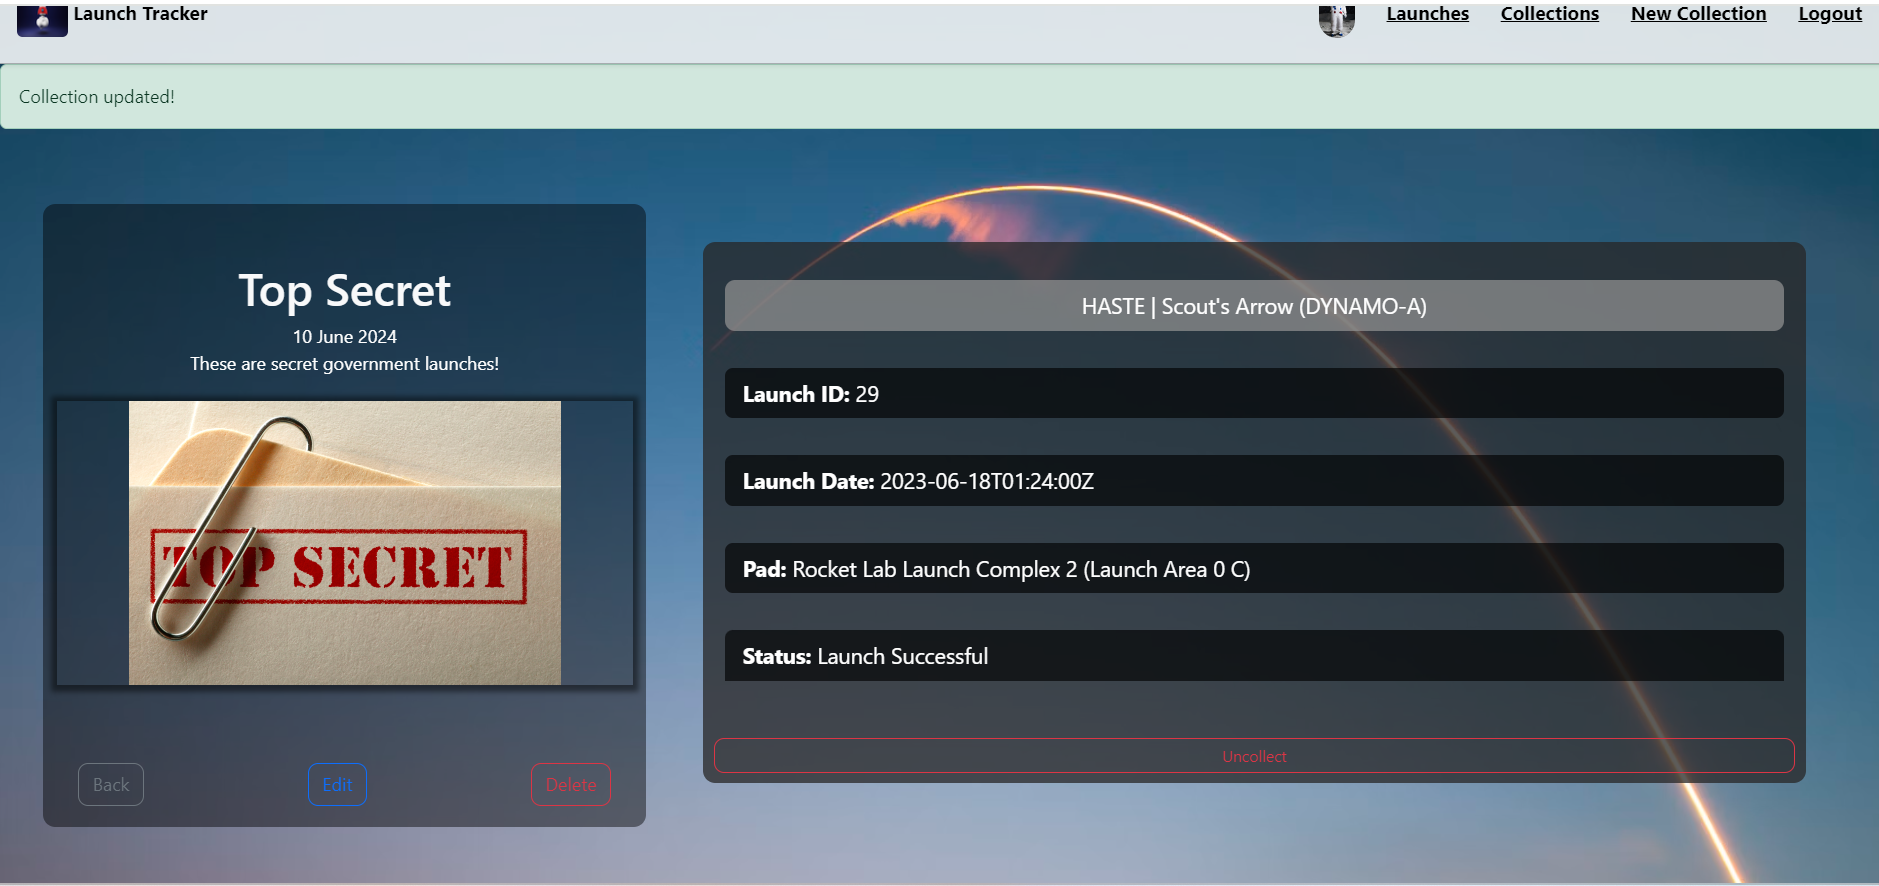 Launch Tracker
Launches Collections New Collection Logout
Collection updated!
Top Secret
10 June 2024
These are secret government launches!
TOP SECRET
Back Edit Delete
HASTE | Scout's Arrow (DYNAMO-A)
Launch ID: 29
Launch Date: 2023-06-18T01:24:00Z
Pad: Rocket Lab Launch Complex 2 (Launch Area 0 C)
Status: Launch Successful
Uncollect